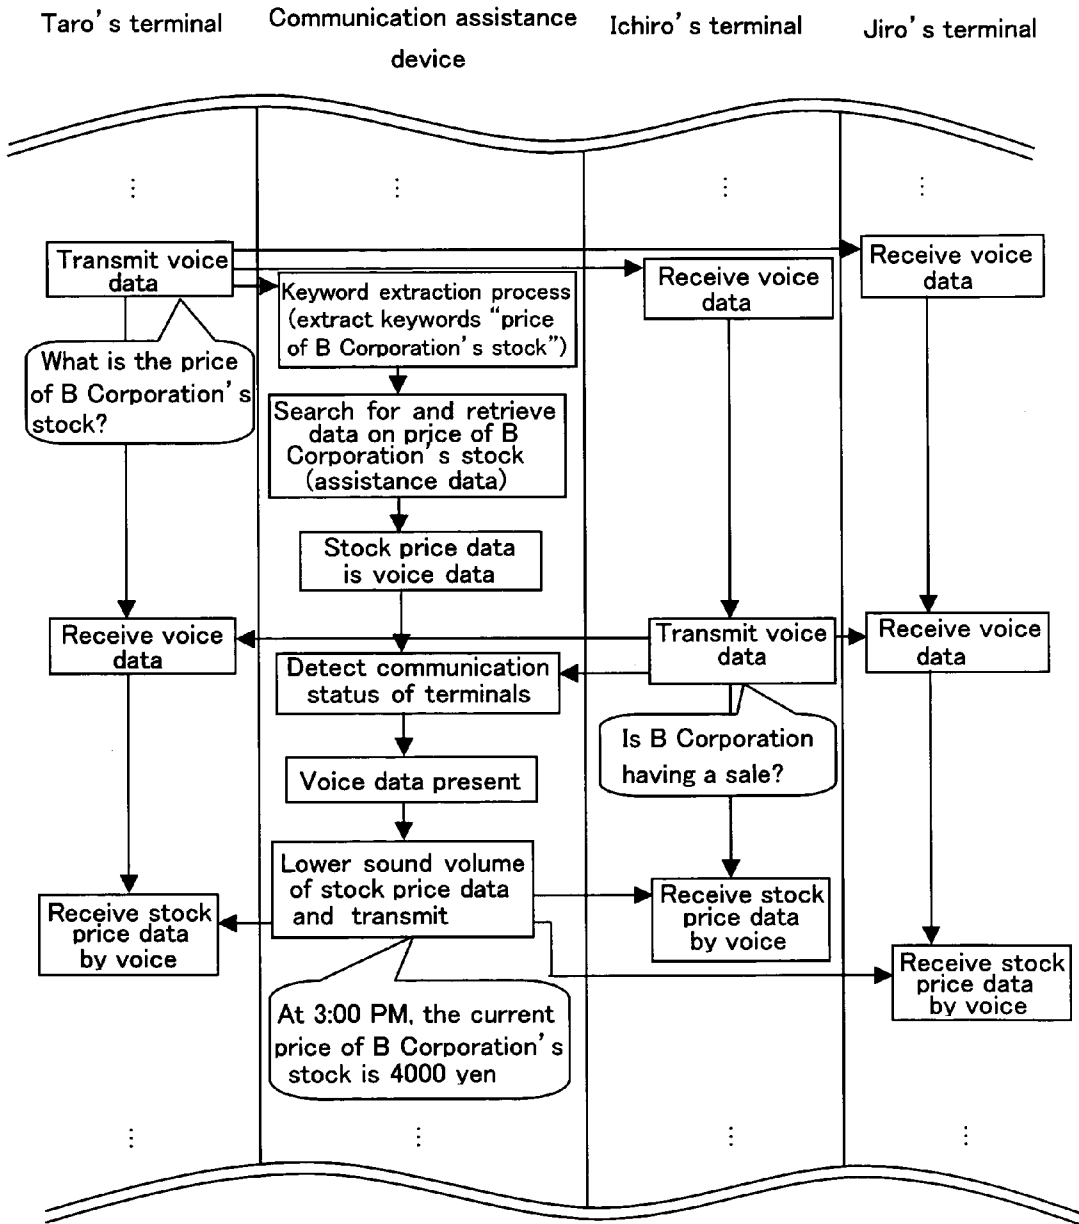 Taro's terminal
Communication assistance
device
Ichiro's terminal
Jiro's terminal
Transmit voice
data
What is the price
of B Corporation's
stock?
Keyword extraction process
(extract keywords “price
of B Corporation's stock”)
Receive voice
data
Receive voice
data
Search for and retrieve
data on price of B
Corporation's stock
(assistance data)
Stock price data
is voice data
Receive voice
data
Detect communication
status of terminals
Transmit voice
data
Is B Corporation
having a sale?
Receive voice
data
Voice data present
Lower sound volume
of stock price data
and transmit
At 3:00 PM, the current
price of B Corporation's
stock is 4000 yen
Receive stock
price data
by voice
Receive stock
price data
by voice
Receive stock
price data
by voice